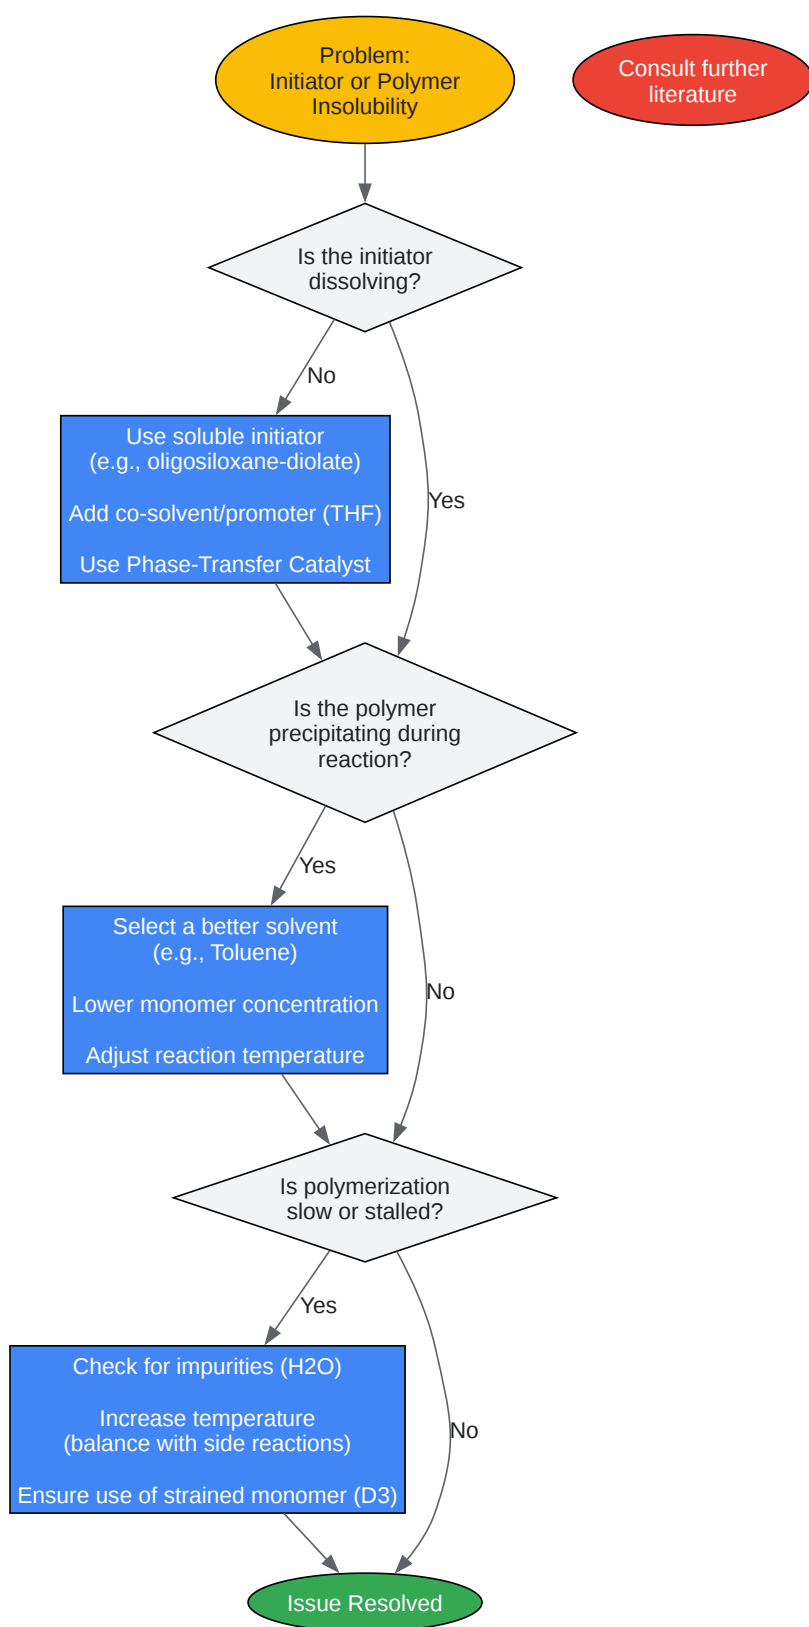 Problem:
Initiator or Polymer
Insolubility
Consult further
literature
Is the initiator
dissolving?
No
Yes
Use soluble initiator
(e.g., oligosiloxane-diolate)
Add co-solvent/promoter (THF)
Use Phase-Transfer Catalyst
Is the polymer
precipitating during
reaction?
Yes
No
Select a better solvent
(e.g., Toluene)
Lower monomer concentration
Adjust reaction temperature
Is polymerization
slow or stalled?
Yes
No
Check for impurities (H2O)
Increase temperature
(balance with side reactions)
Ensure use of strained monomer (D3)
Issue Resolved